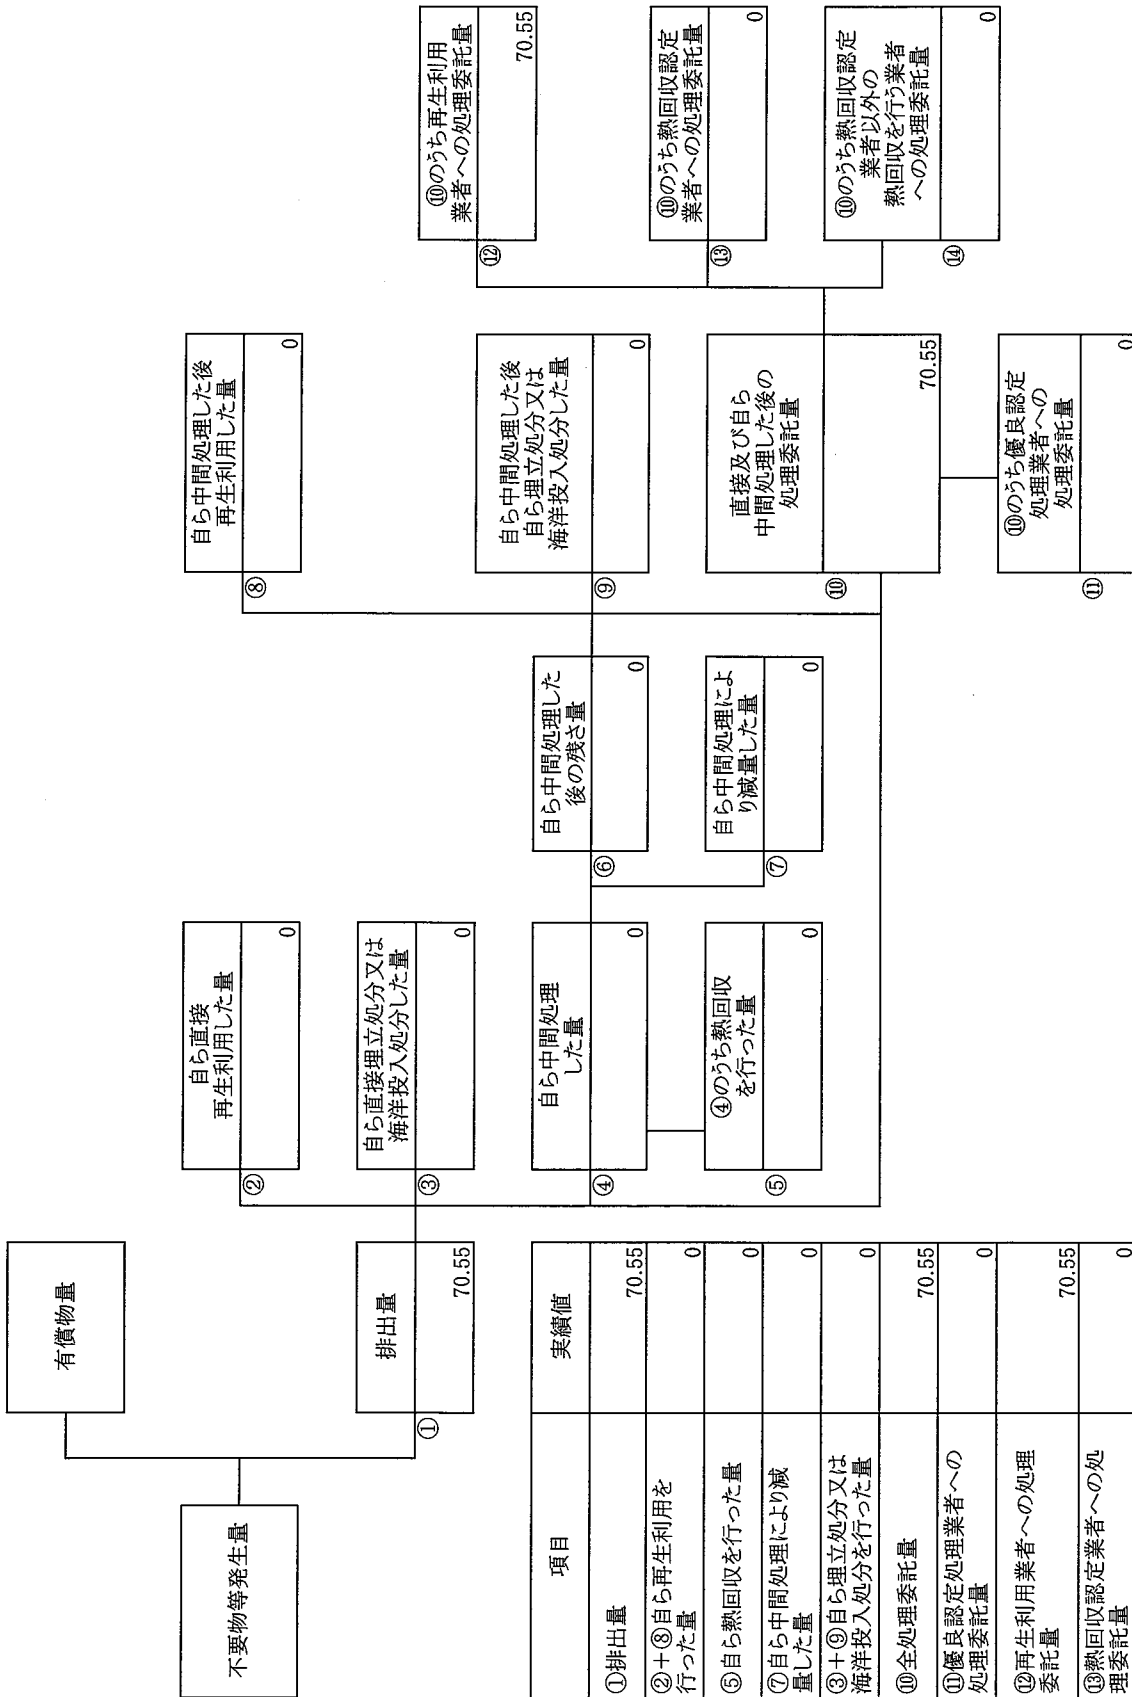 不要物等発生量
有償物量
①
排出量
70.55
②
自ら直接
再生利用した量
0
③
自ら直接埋立処分又は
海洋投入処分した量
0
④
自ら中間処理
した量
0
⑤
④のうち熱回収
を行った量
0
⑥
自ら中間処理した
後の残さ量
0
⑦
自ら中間処理によ
り減量した量
0
⑧
自ら中間処理した後
再生利用した量
0
⑨
自ら中間処理した後
自ら埋立処分又は
海洋投入処分した量
0
⑩
直接及び自ら
中間処理した後の
処理委託量
70.55
⑪
⑩のうち優良認定
処理業者への
処理委託量
0
⑫
⑩のうち再生利用
業者への処理委託量
70.55
⑬
⑩のうち熱回収認定
業者への処理委託量
0
⑭
⑩のうち熱回収認定
業者以外の
熱回収を行う業者
への処理委託量
0
項目 実績値
①排出量 70.55
②+⑧自ら再生利用を
行った量 0
⑤自ら熱回収を行った量 0
⑦自ら中間処理により減
量した量 0
③+⑨自ら埋立処分又は
海洋投入処分を行った量 0
⑩全処理委託量 70.55
⑪優良認定処理業者への
処理委託量 0
⑫再生利用業者への処理
委託量 70.55
⑬熱回収認定業者への処
理委託量 0